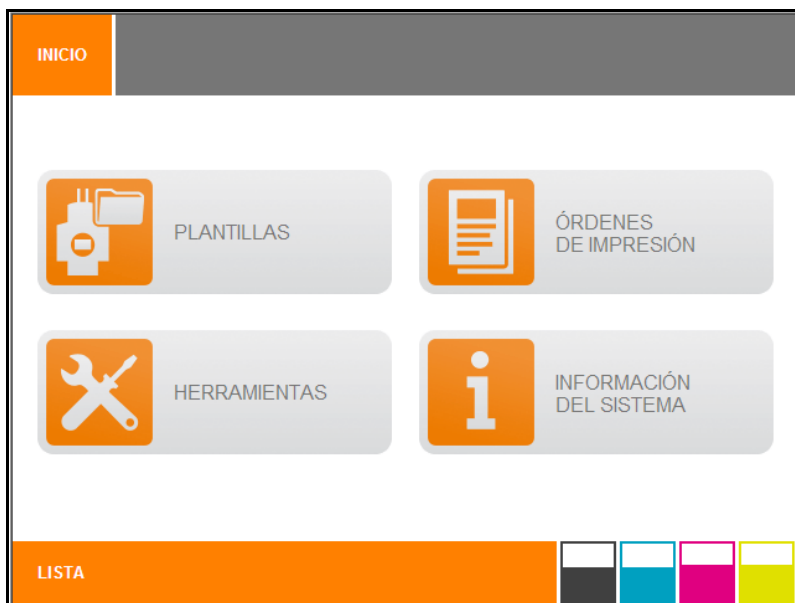 INICIO
PLANTILLAS
ÓRDENES
DE IMPRESIÓN
HERRAMIENTAS
INFORMACIÓN
DEL SISTEMA
LISTA